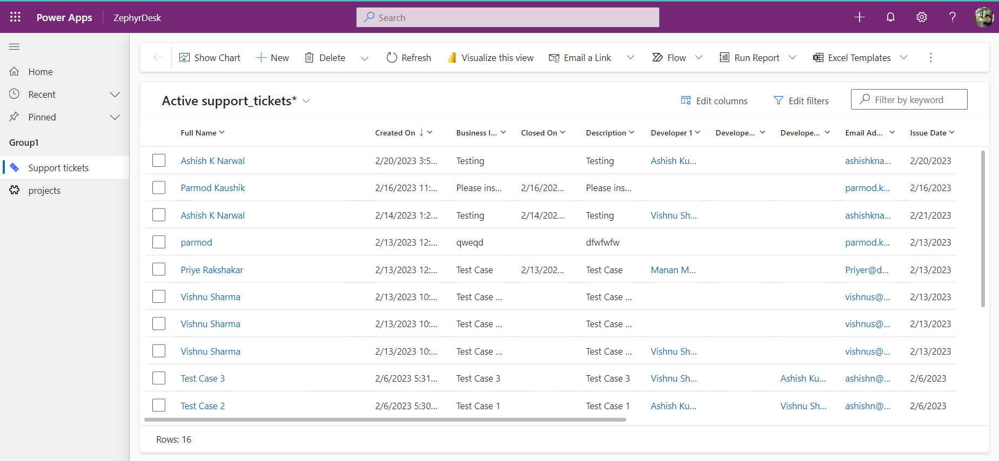 Power Apps ZephyrDesk Search
Show Chart New Delete Refresh Visualize this view Email a Link Flow Run Report Excel Templates
Home
Recent
Pinned
Group1
Support tickets
projects
Active support_tickets* Edit columns Edit filters Filter by keyword
Full Name Created On Business I... Closed On Description Developer 1 Develope... Develope... Email Ad... Issue Date
Ashish K Narwal 2/20/2023 3:5... Testing Testing Ashish Ku... ashishkna... 2/20/2023
Parmod Kaushik 2/16/2023 11:... Please ins... 2/16/202... Please ins... parmod.k... 2/16/2023
Ashish K Narwal 2/14/2023 1:2... Testing 2/14/202... Testing Vishnu Sh... ashishkna... 2/21/2023
parmod 2/13/2023 12:... qweqd dfwfwfw parmod.k... 2/13/2023
Priye Rakshakar 2/13/2023 12:... Test Case 2/13/202... Test Case Manan M... Priyer@d... 2/13/2023
Vishnu Sharma 2/13/2023 10:... Test Case ... Test Case ... vishnus@... 2/13/2023
Vishnu Sharma 2/13/2023 10:... Test Case ... Test Case ... vishnus@... 2/13/2023
Vishnu Sharma 2/13/2023 10:... Test Case ... Test Case ... Vishnu Sh... vishnus@... 2/13/2023
Test Case 3 2/6/2023 5:31... Test Case 3 Test Case 3 Vishnu Sh... Ashish Ku... ashishn@... 2/6/2023
Test Case 2 2/6/2023 5:30... Test Case 1 Test Case 1 Ashish Ku... Vishnu Sh... ashishn@... 2/6/2023
Rows: 16